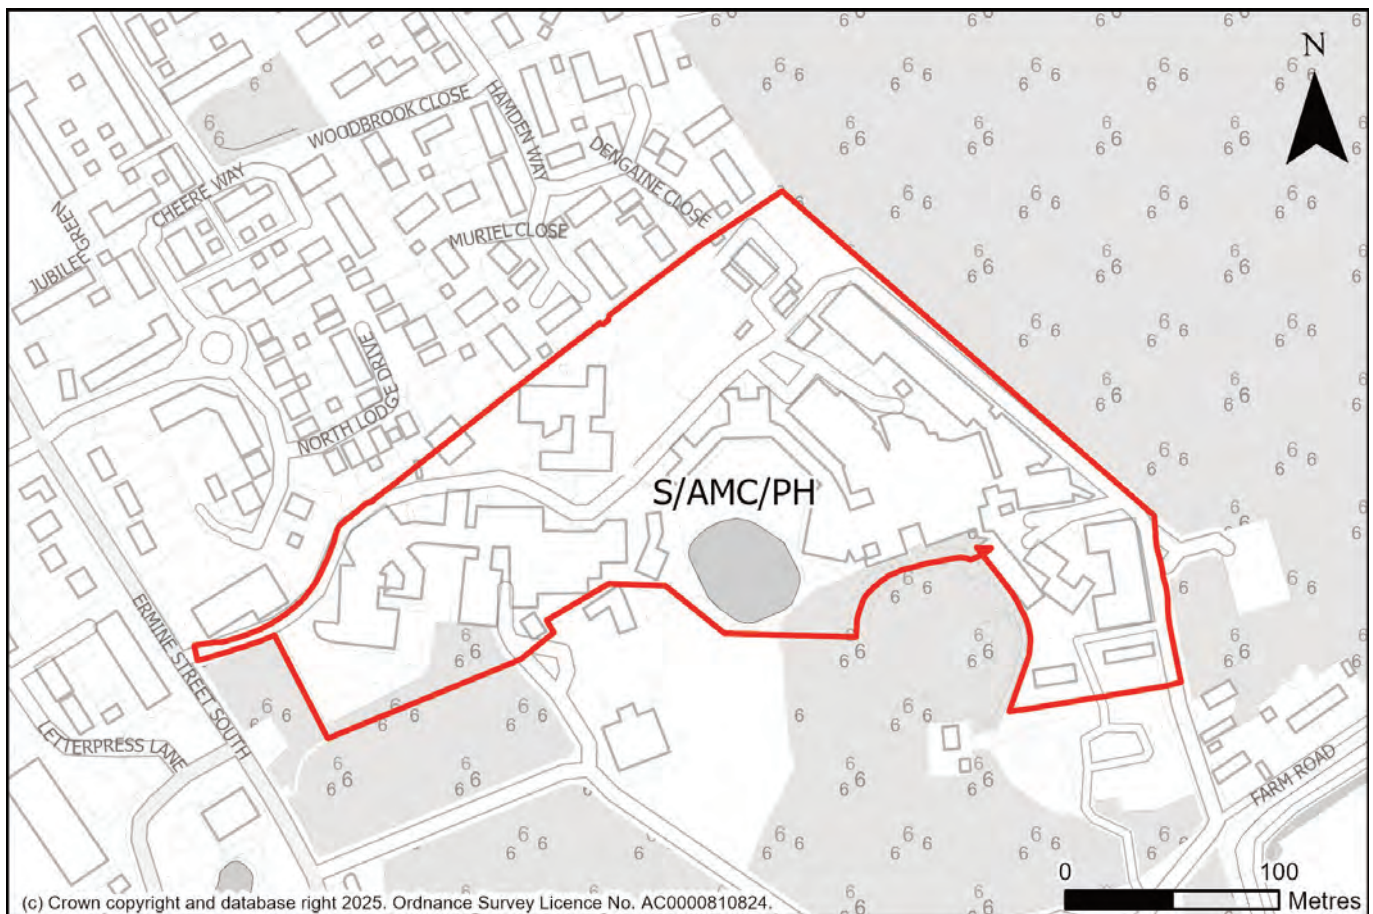 N
WOODBROOK CLOSE
HAMDEN WAY
DENGAINE CLOSE
CHEERE WAY
JUBILEE GREEN
MURIEL CLOSE
NORTH LODGE DRIVE
S/AMC/PH
ERMINE STREET SOUTH
LETTERPRESS LANE
FARM ROAD
0 100
Metres
(c) Crown copyright and database right 2025. Ordnance Survey Licence No. AC0000810824.